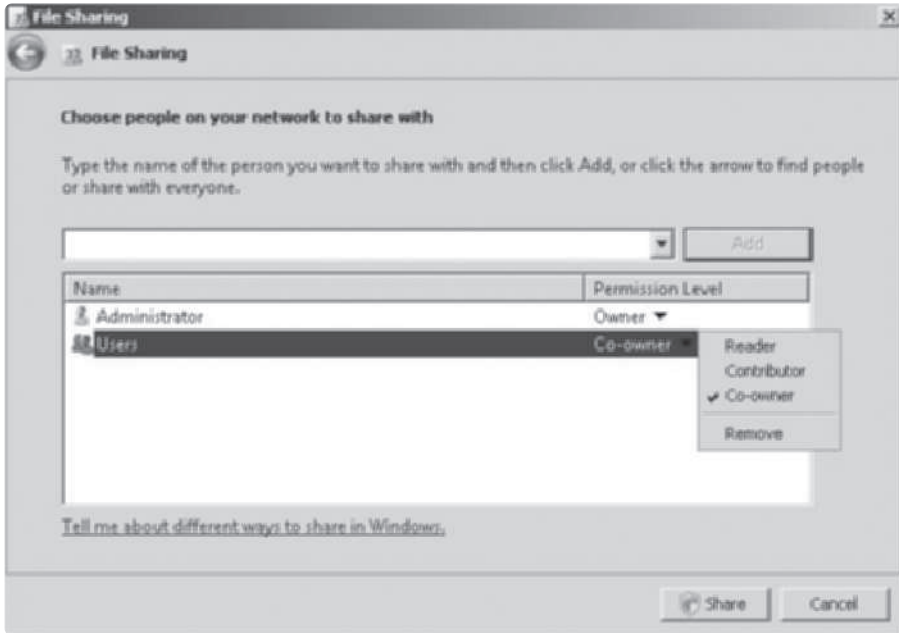 File Sharing
File Sharing
Choose people on your network to share with
Type the name of the person you want to share with and then click Add, or click the arrow to find people
or share with everyone.
Add
Name Permission Level
Administrator Owner
Users Co-owner
Reader
Contributor
Co-owner
Remove
Tell me about different ways to share in Windows.
Share Cancel